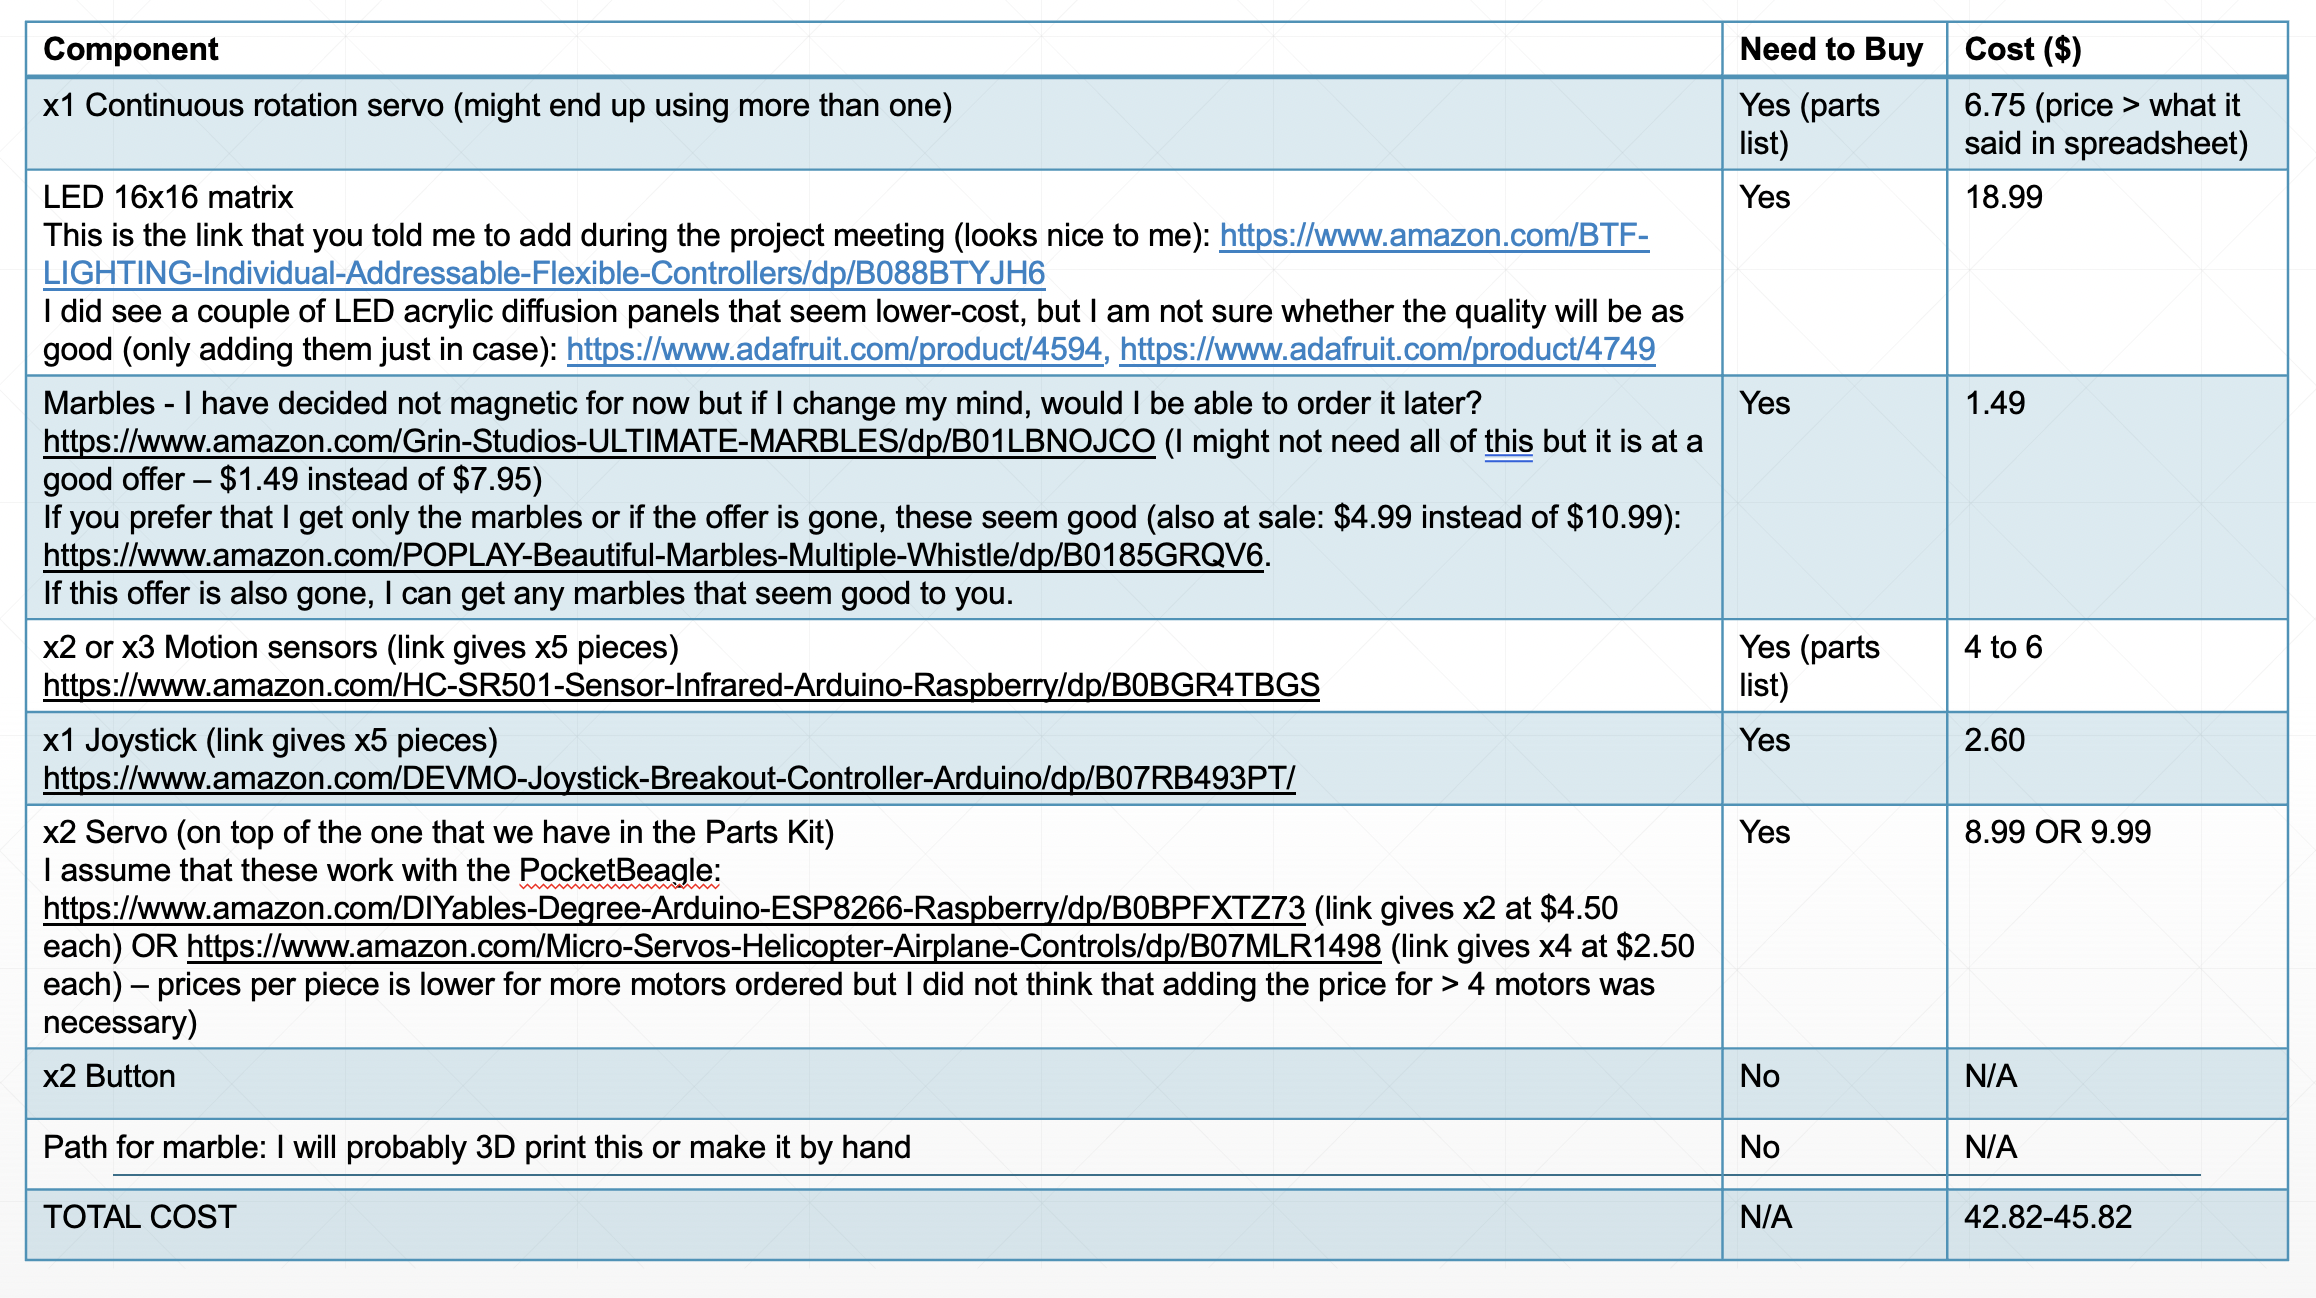 Component Need to Buy Cost ($)
x1 Continuous rotation servo (might end up using more than one) Yes (parts list) 6.75 (price > what it said in spreadsheet)
LED 16x16 matrix Yes 18.99
This is the link that you told me to add during the project meeting (looks nice to me): https://www.amazon.com/BTF-
LIGHTING-Individual-Addressable-Flexible-Controllers/dp/B088BTYJH6
I did see a couple of LED acrylic diffusion panels that seem lower-cost, but I am not sure whether the quality will be as
good (only adding them just in case): https://www.adafruit.com/product/4594, https://www.adafruit.com/product/4749
Marbles - I have decided not magnetic for now but if I change my mind, would I be able to order it later? Yes 1.49
https://www.amazon.com/Grin-Studios-ULTIMATE-MARBLES/dp/B01LBNOJCO (I might not need all of this but it is at a
good offer – $1.49 instead of $7.95)
If you prefer that I get only the marbles or if the offer is gone, these seem good (also at sale: $4.99 instead of $10.99):
https://www.amazon.com/POPLAY-Beautiful-Marbles-Multiple-Whistle/dp/B0185GRQV6.
If this offer is also gone, I can get any marbles that seem good to you.
x2 or x3 Motion sensors (link gives x5 pieces) Yes (parts list) 4 to 6
https://www.amazon.com/HC-SR501-Sensor-Infrared-Arduino-Raspberry/dp/B0BGR4TBGS
x1 Joystick (link gives x5 pieces) Yes 2.60
https://www.amazon.com/DEVMO-Joystick-Breakout-Controller-Arduino/dp/B07RB493PT/
x2 Servo (on top of the one that we have in the Parts Kit) Yes 8.99 OR 9.99
I assume that these work with the PocketBeagle:
https://www.amazon.com/DIYables-Degree-Arduino-ESP8266-Raspberry/dp/B0BPFXTZ73 (link gives x2 at $4.50
each) OR https://www.amazon.com/Micro-Servos-Helicopter-Airplane-Controls/dp/B07MLR1498 (link gives x4 at $2.50
each) – prices per piece is lower for more motors ordered but I did not think that adding the price for > 4 motors was
necessary)
x2 Button No N/A
Path for marble: I will probably 3D print this or make it by hand No N/A
TOTAL COST N/A 42.82-45.82